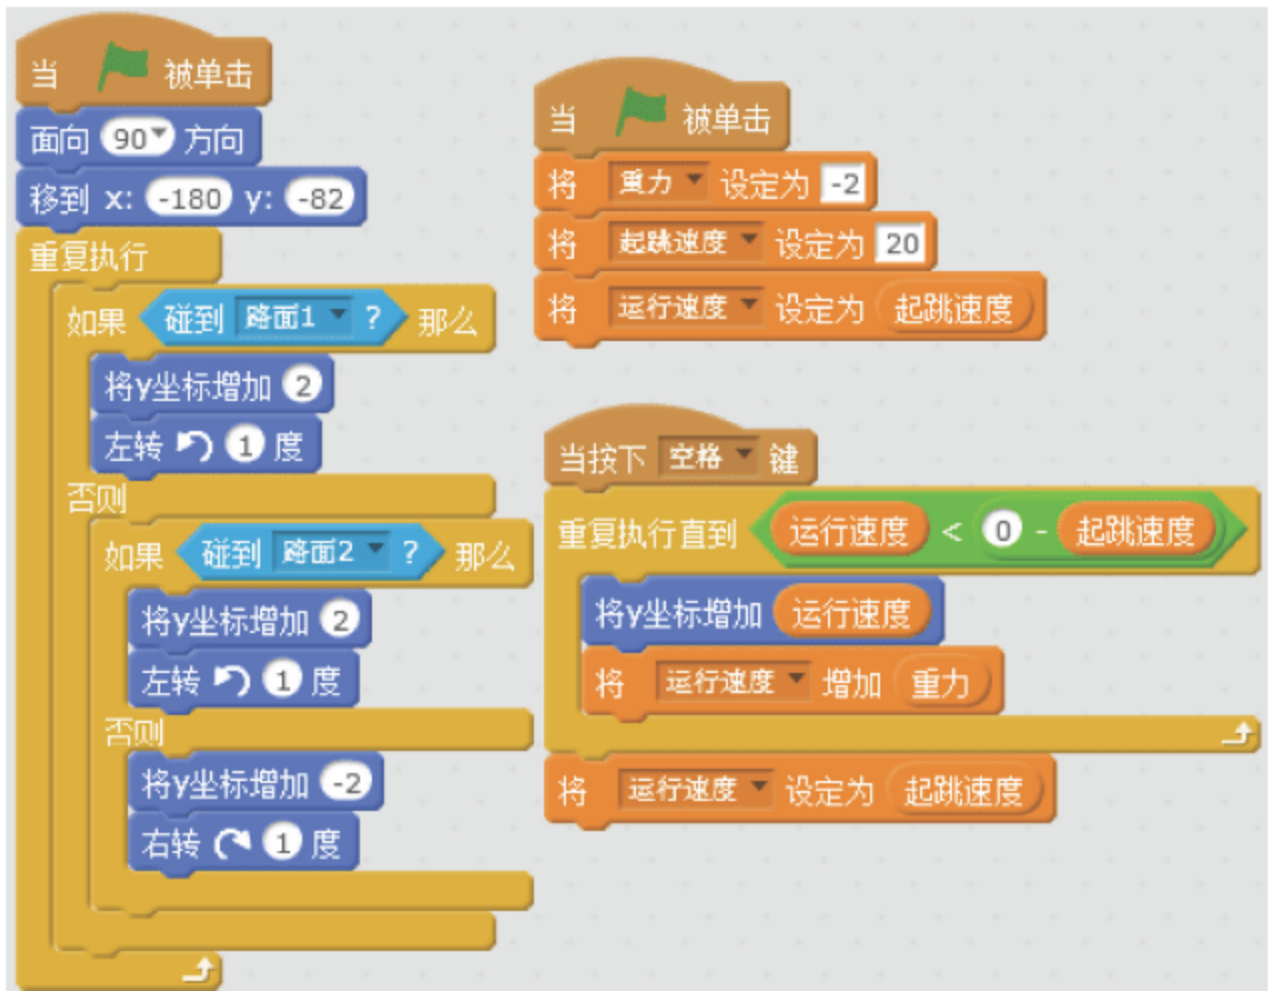 当 被单击
面向 90 方向
移到 x: -180 y: -82
重复执行
如果 碰到 路面1 ? 那么
将y坐标增加 2
左转 1 度
否则
如果 碰到 路面2 ? 那么
将y坐标增加 2
左转 1 度
否则
将y坐标增加 -2
右转 1 度
当 被单击
将 重力 设定为 -2
将 起跳速度 设定为 20
将 运行速度 设定为 起跳速度
当按下 空格 键
重复执行直到 运行速度 < 0 - 起跳速度
将y坐标增加 运行速度
将 运行速度 增加 重力
将 运行速度 设定为 起跳速度